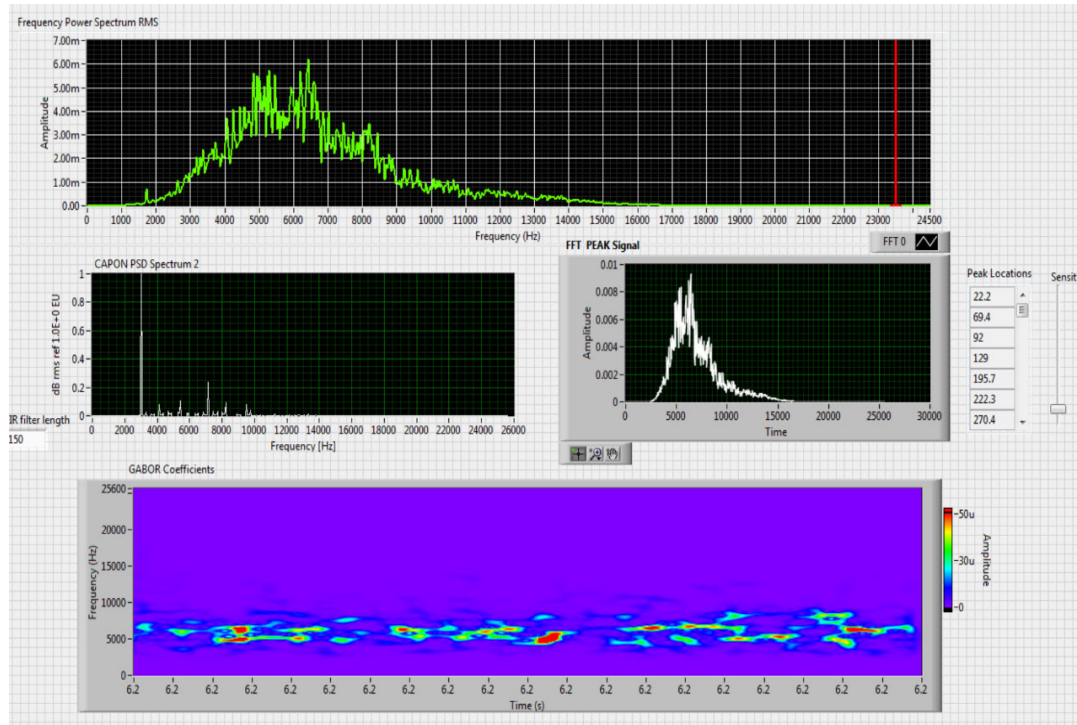 Frequency Power Spectrum RMS
7.00m
6.00m
5.00m
4.00m
3.00m
2.00m
1.00m
0.00
Amplitude
0 1000 2000 3000 4000 5000 6000 7000 8000 9000 10000 11000 12000 13000 14000 15000 16000 17000 18000 19000 20000 21000 22000 23000 24500
Frequency (Hz)
CAPON PSD Spectrum 2
1
0.8
0.6
0.4
0.2
0
dB rms ref 1.0E+0 EU
0 2000 4000 6000 8000 10000 12000 14000 16000 18000 20000 22000 24000 26000
Frequency [Hz]
IR filter length
150
FFT PEAK Signal
FFT 0
0.01
0.008
0.006
0.004
0.002
0
Amplitude
0 5000 10000 15000 20000 25000 30000
Time
Peak Locations
22.2
69.4
92
129
195.7
222.3
270.4
Sensit
GABOR Coefficients
25600
20000
15000
10000
5000
0
Frequency (Hz)
6.2 6.2 6.2 6.2 6.2 6.2 6.2 6.2 6.2 6.2 6.2 6.2 6.2 6.2 6.2 6.2 6.2 6.2 6.2 6.2 6.2
Time (s)
50u
30u
0
Amplitude